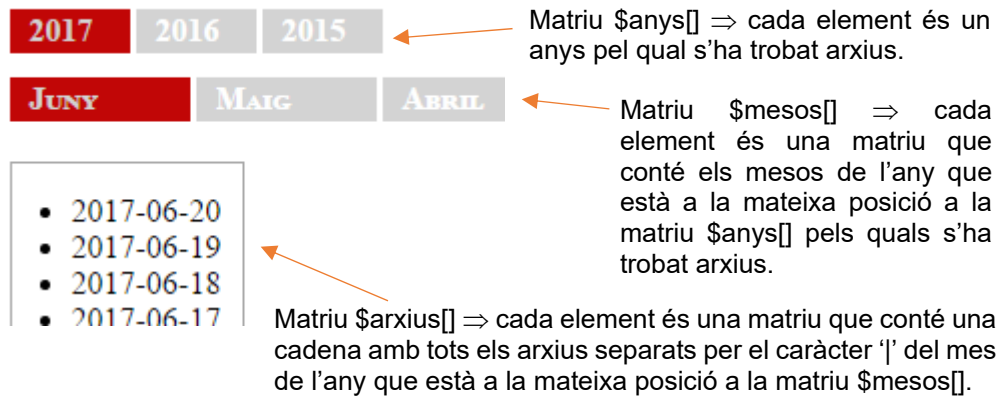 2017 2016 2015
Matriu $anys[] ⇒ cada element és un
anys pel qual s’ha trobat arxius.
Juny Maig Abril
Matriu $mesos[] ⇒ cada
element és una matriu que
conté els mesos de l’any que
està a la mateixa posició a la
matriu $anys[] pels quals s’ha
trobat arxius.
• 2017-06-20
• 2017-06-19
• 2017-06-18
• 2017-06-17
Matriu $arxius[] ⇒ cada element és una matriu que conté una
cadena amb tots els arxius separats per el caràcter ‘|’ del mes
de l’any que està a la mateixa posició a la matriu $mesos[].